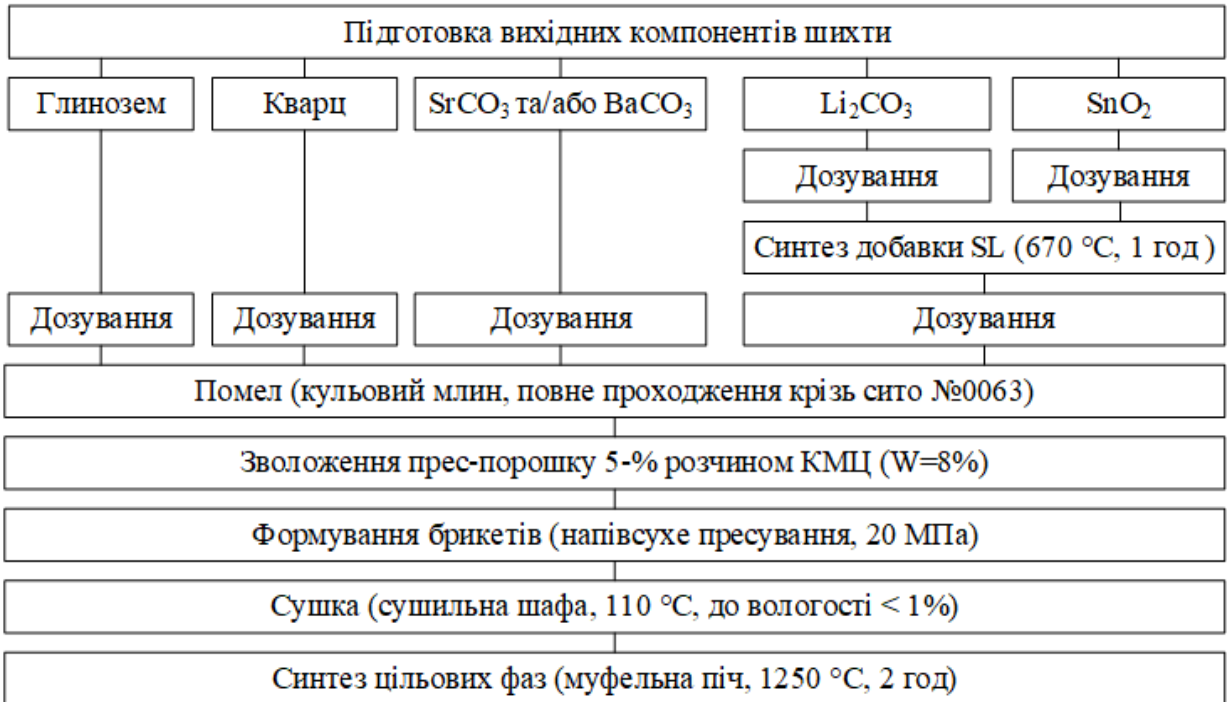 Підготовка вихідних компонентів шихти
Глинозем
Кварц
SrCO₃ та/або BaCO₃
Li₂CO₃
SnO₂
Дозування
Дозування
Синтез добавки SL (670 °C, 1 год )
Дозування
Дозування
Дозування
Дозування
Помел (кульовий млин, повне проходження крізь сито №0063)
Зволоження прес-порошку 5-% розчином КМЦ (W=8%)
Формування брикетів (напівсухе пресування, 20 МПа)
Сушка (сушильна шафа, 110 °C, до вологості < 1%)
Синтез цільових фаз (муфельна піч, 1250 °C, 2 год)